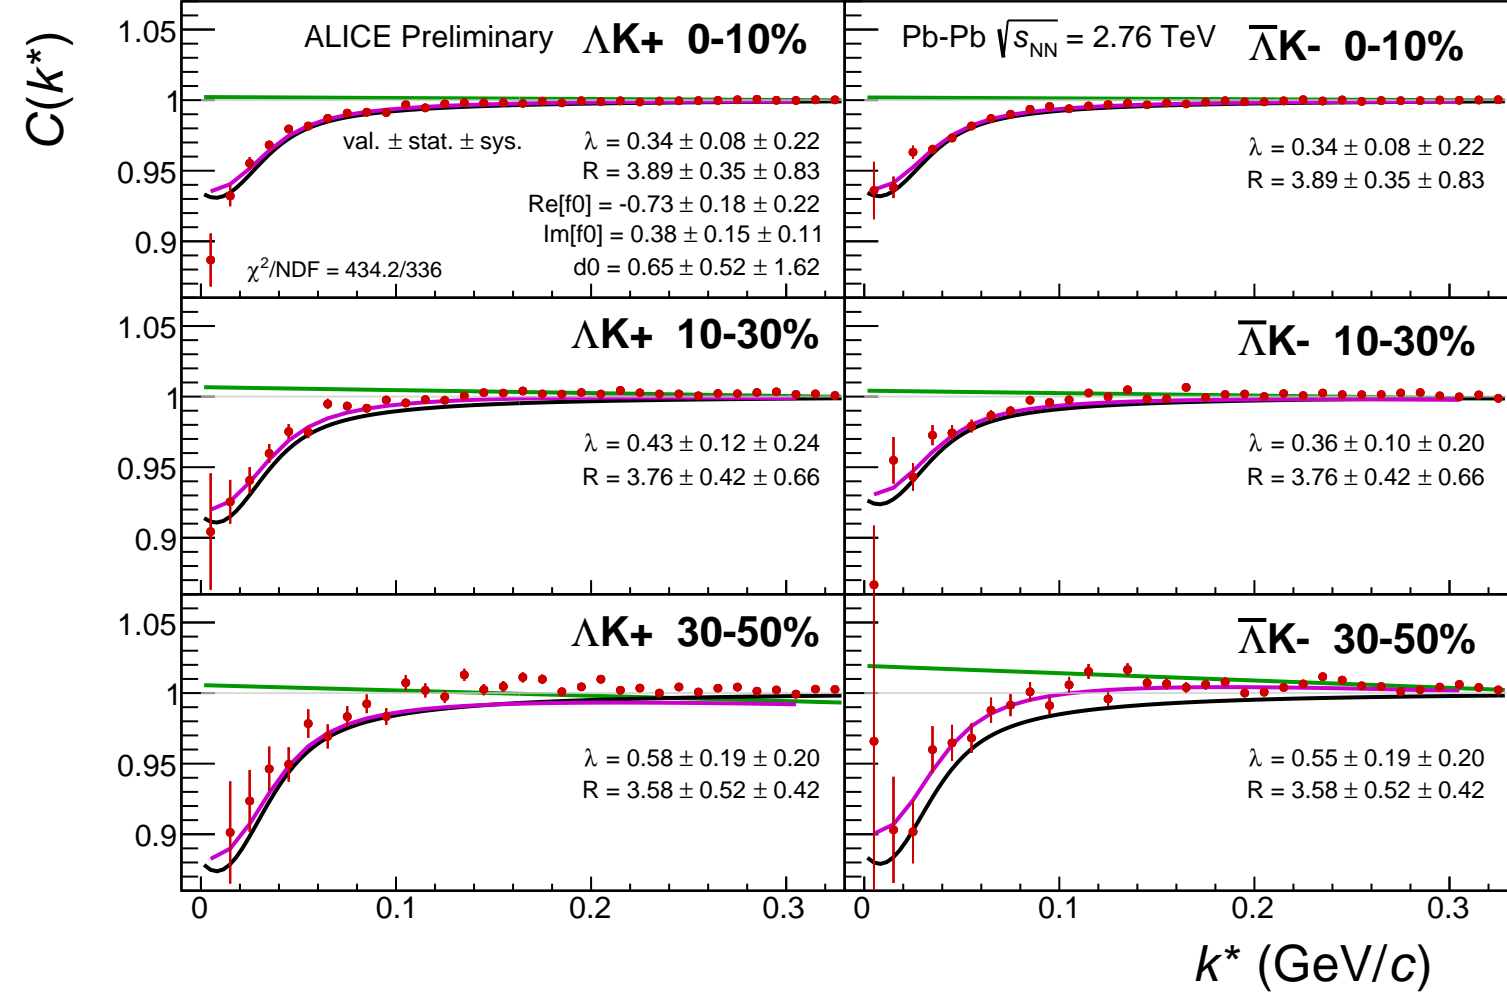 C(k*)
ALICE Preliminary ΛK+ 0-10%
1.05
1
0.95
0.9
val. ± stat. ± sys.
λ = 0.34 ± 0.08 ± 0.22
R = 3.89 ± 0.35 ± 0.83
Re[f0] = -0.73 ± 0.18 ± 0.22
Im[f0] = 0.38 ± 0.15 ± 0.11
d0 = 0.65 ± 0.52 ± 1.62
χ²/NDF = 434.2/336
Pb-Pb √s_NN = 2.76 TeV Λ̅K- 0-10%
λ = 0.34 ± 0.08 ± 0.22
R = 3.89 ± 0.35 ± 0.83
ΛK+ 10-30%
1.05
1
0.95
0.9
λ = 0.43 ± 0.12 ± 0.24
R = 3.76 ± 0.42 ± 0.66
Λ̅K- 10-30%
λ = 0.36 ± 0.10 ± 0.20
R = 3.76 ± 0.42 ± 0.66
ΛK+ 30-50%
1.05
1
0.95
0.9
λ = 0.58 ± 0.19 ± 0.20
R = 3.58 ± 0.52 ± 0.42
Λ̅K- 30-50%
λ = 0.55 ± 0.19 ± 0.20
R = 3.58 ± 0.52 ± 0.42
0 0.1 0.2 0.3 0 0.1 0.2 0.3
k* (GeV/c)